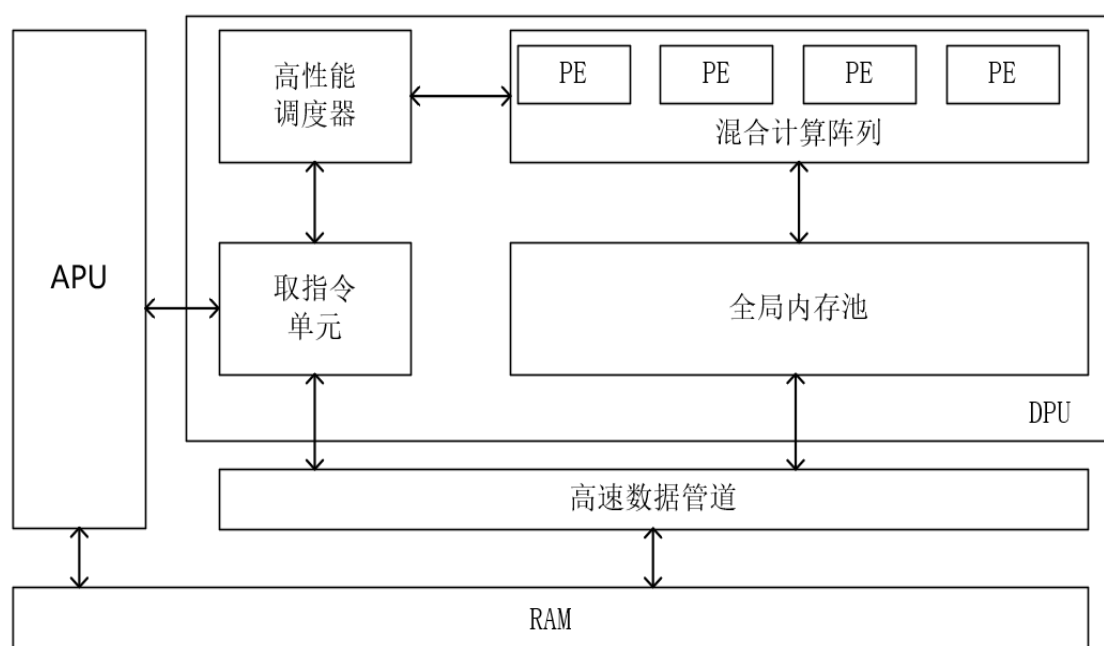 高性能
调度器
PE
PE
PE
PE
混合计算阵列
APU
取指令
单元
全局内存池
DPU
高速数据管道
RAM